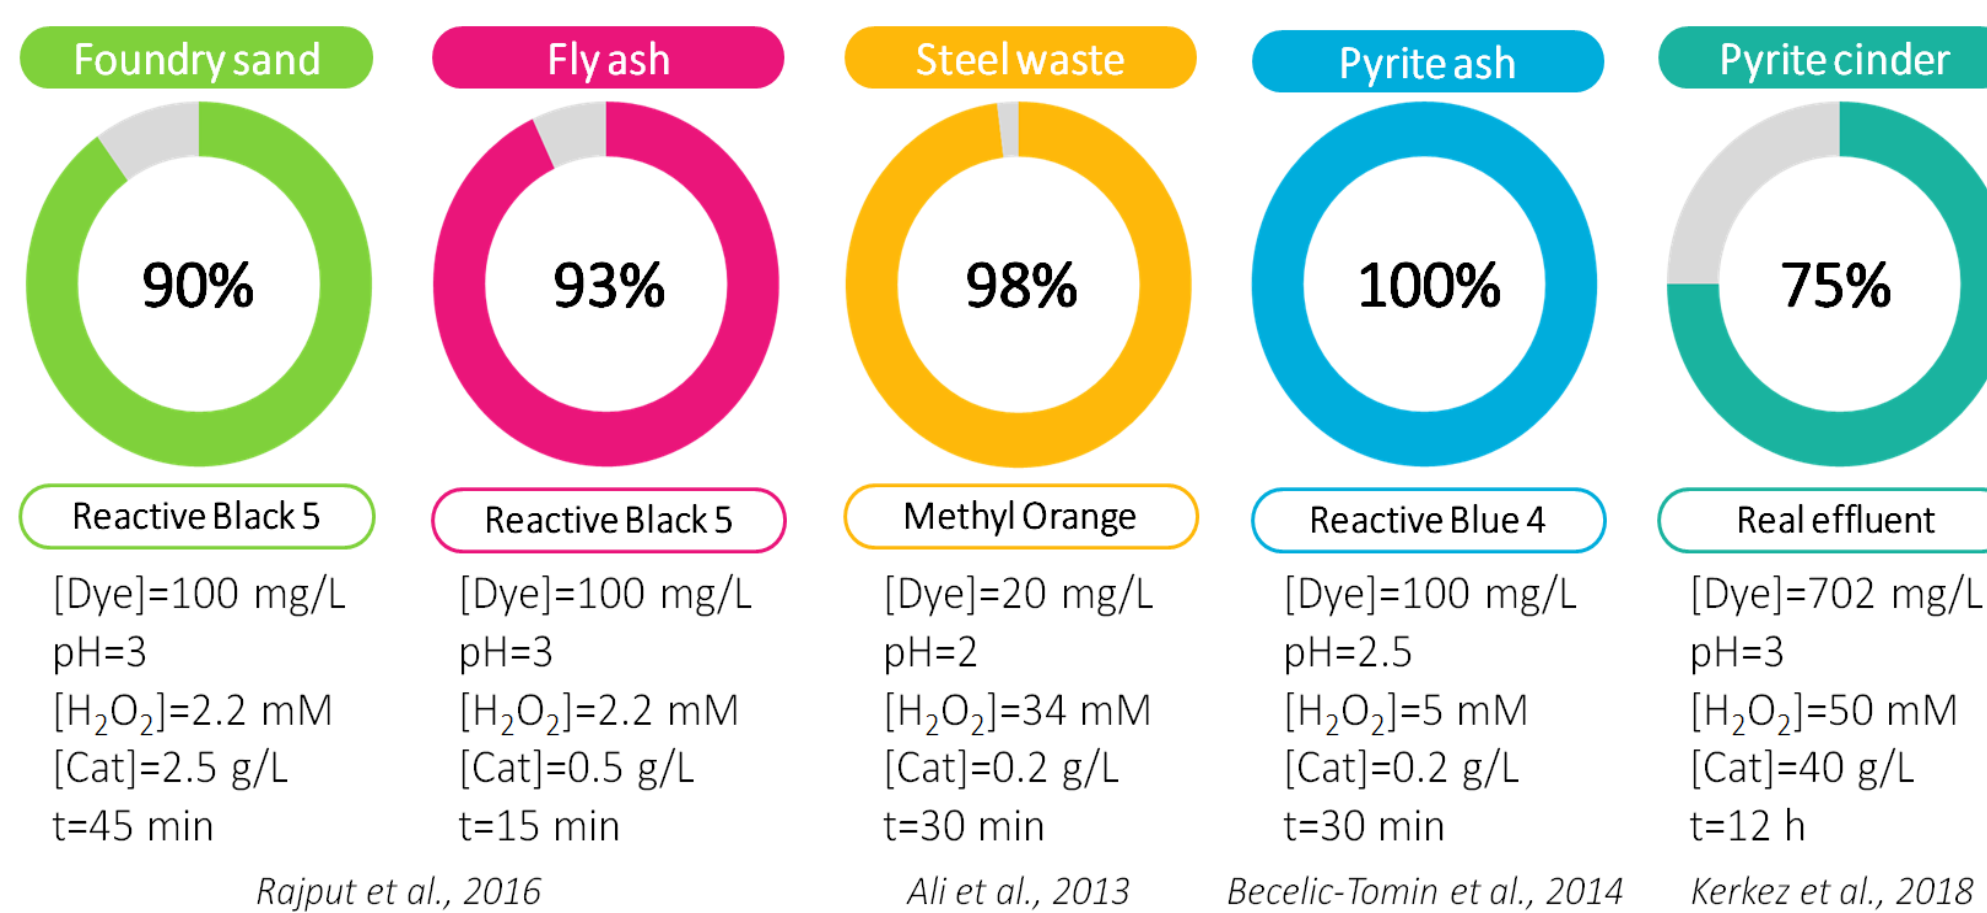 Foundry sand
90%
Reactive Black 5
[Dye]=100 mg/L
pH=3
[H₂O₂]=2.2 mM
[Cat]=2.5 g/L
t=45 min
Fly ash
93%
Reactive Black 5
[Dye]=100 mg/L
pH=3
[H₂O₂]=2.2 mM
[Cat]=0.5 g/L
t=15 min
Rajput et al., 2016
Steel waste
98%
Methyl Orange
[Dye]=20 mg/L
pH=2
[H₂O₂]=34 mM
[Cat]=0.2 g/L
t=30 min
Ali et al., 2013
Pyrite ash
100%
Reactive Blue 4
[Dye]=100 mg/L
pH=2.5
[H₂O₂]=5 mM
[Cat]=0.2 g/L
t=30 min
Becelic-Tomin et al., 2014
Pyrite cinder
75%
Real effluent
[Dye]=702 mg/L
pH=3
[H₂O₂]=50 mM
[Cat]=40 g/L
t=12 h
Kerkez et al., 2018